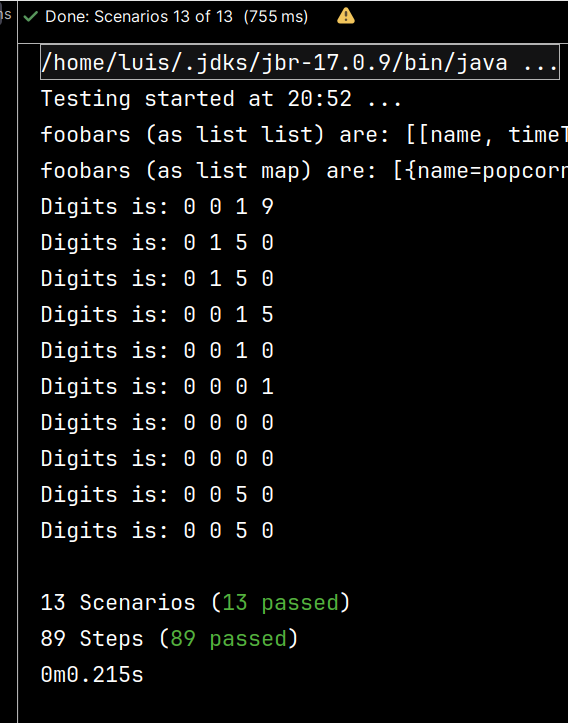 ns
Done: Scenarios 13 of 13 (755 ms)
/home/luis/.jdks/jbr-17.0.9/bin/java ...
Testing started at 20:52 ...
foobars (as list list) are: [[name, timeT
foobars (as list map) are: [{name=popcorn
Digits is: 0 0 1 9
Digits is: 0 1 5 0
Digits is: 0 1 5 0
Digits is: 0 0 1 5
Digits is: 0 0 1 0
Digits is: 0 0 0 1
Digits is: 0 0 0 0
Digits is: 0 0 0 0
Digits is: 0 0 5 0
Digits is: 0 0 5 0
13 Scenarios (13 passed)
89 Steps (89 passed)
0m0.215s